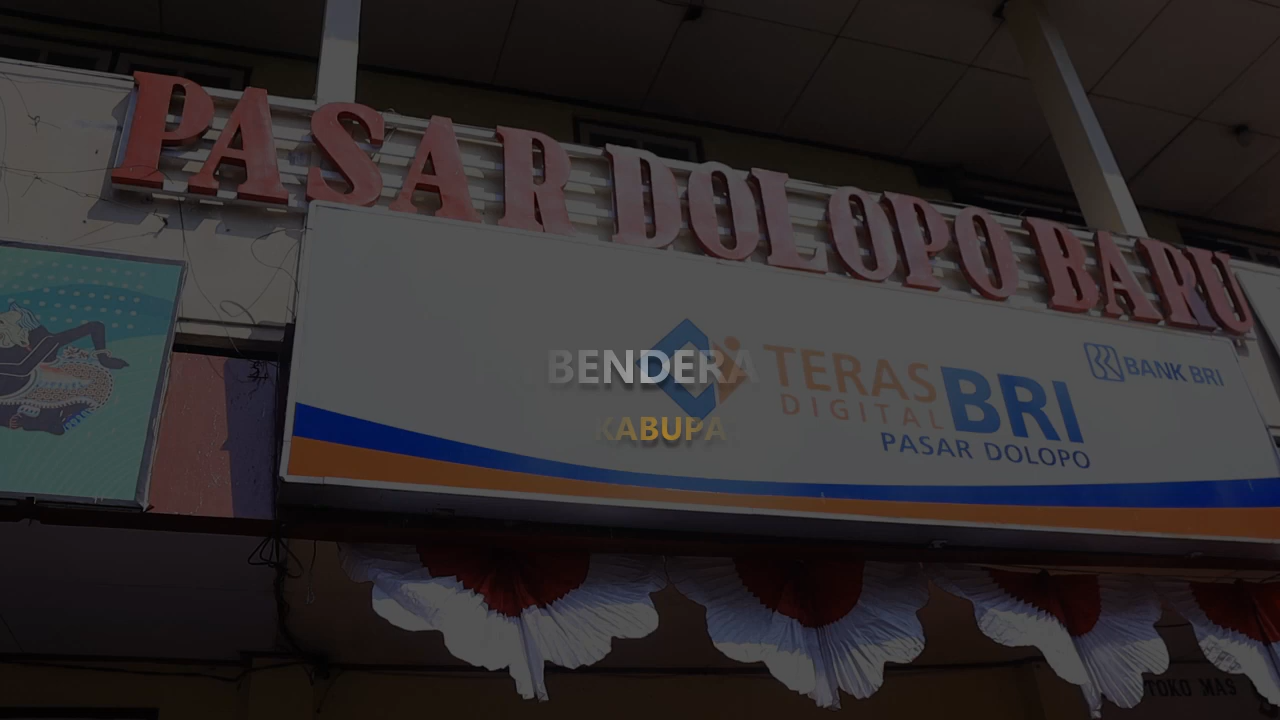 PASAR DOLOPO BARU
BENDERA
KABUPA
TERAS
DIGITAL
BRI
PASAR DOLOPO
BANK BRI
TOKO MAS